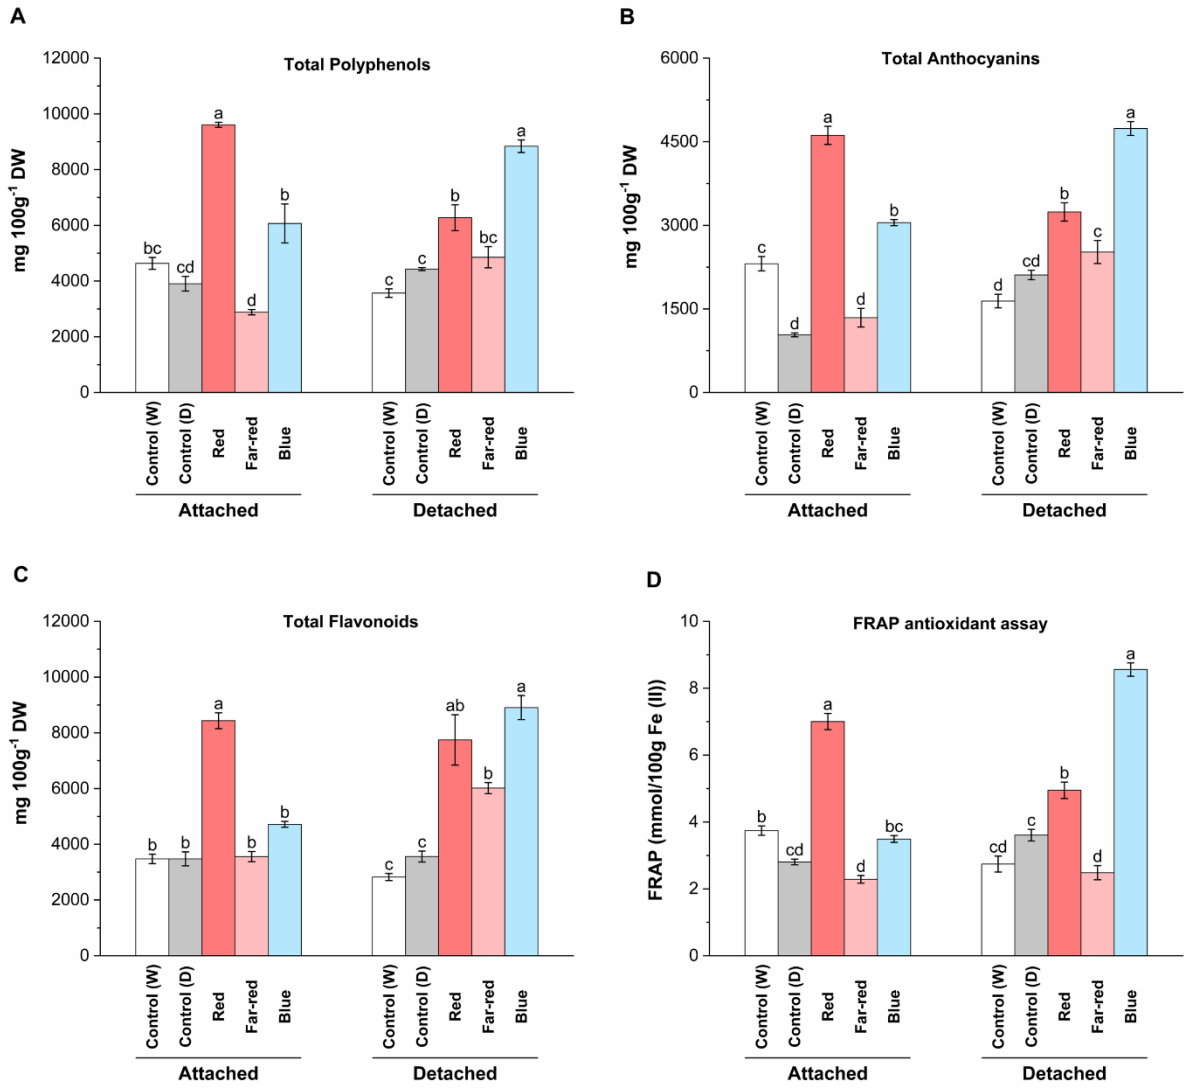 A
Total Polyphenols
mg 100g⁻¹ DW
12000
10000
8000
6000
4000
2000
0
bc
cd
a
d
b
c
c
b
bc
a
Control (W)
Control (D)
Red
Far-red
Blue
Control (W)
Control (D)
Red
Far-red
Blue
Attached
Detached
B
Total Anthocyanins
mg 100g⁻¹ DW
6000
4500
3000
1500
0
c
d
a
d
b
d
cd
b
c
a
Control (W)
Control (D)
Red
Far-red
Blue
Control (W)
Control (D)
Red
Far-red
Blue
Attached
Detached
C
Total Flavonoids
mg 100g⁻¹ DW
12000
10000
8000
6000
4000
2000
0
b
b
a
b
b
c
c
ab
b
a
Control (W)
Control (D)
Red
Far-red
Blue
Control (W)
Control (D)
Red
Far-red
Blue
Attached
Detached
D
FRAP antioxidant assay
FRAP (mmol/100g Fe (II))
10
8
6
4
2
0
b
cd
a
d
bc
cd
c
b
d
a
Control (W)
Control (D)
Red
Far-red
Blue
Control (W)
Control (D)
Red
Far-red
Blue
Attached
Detached